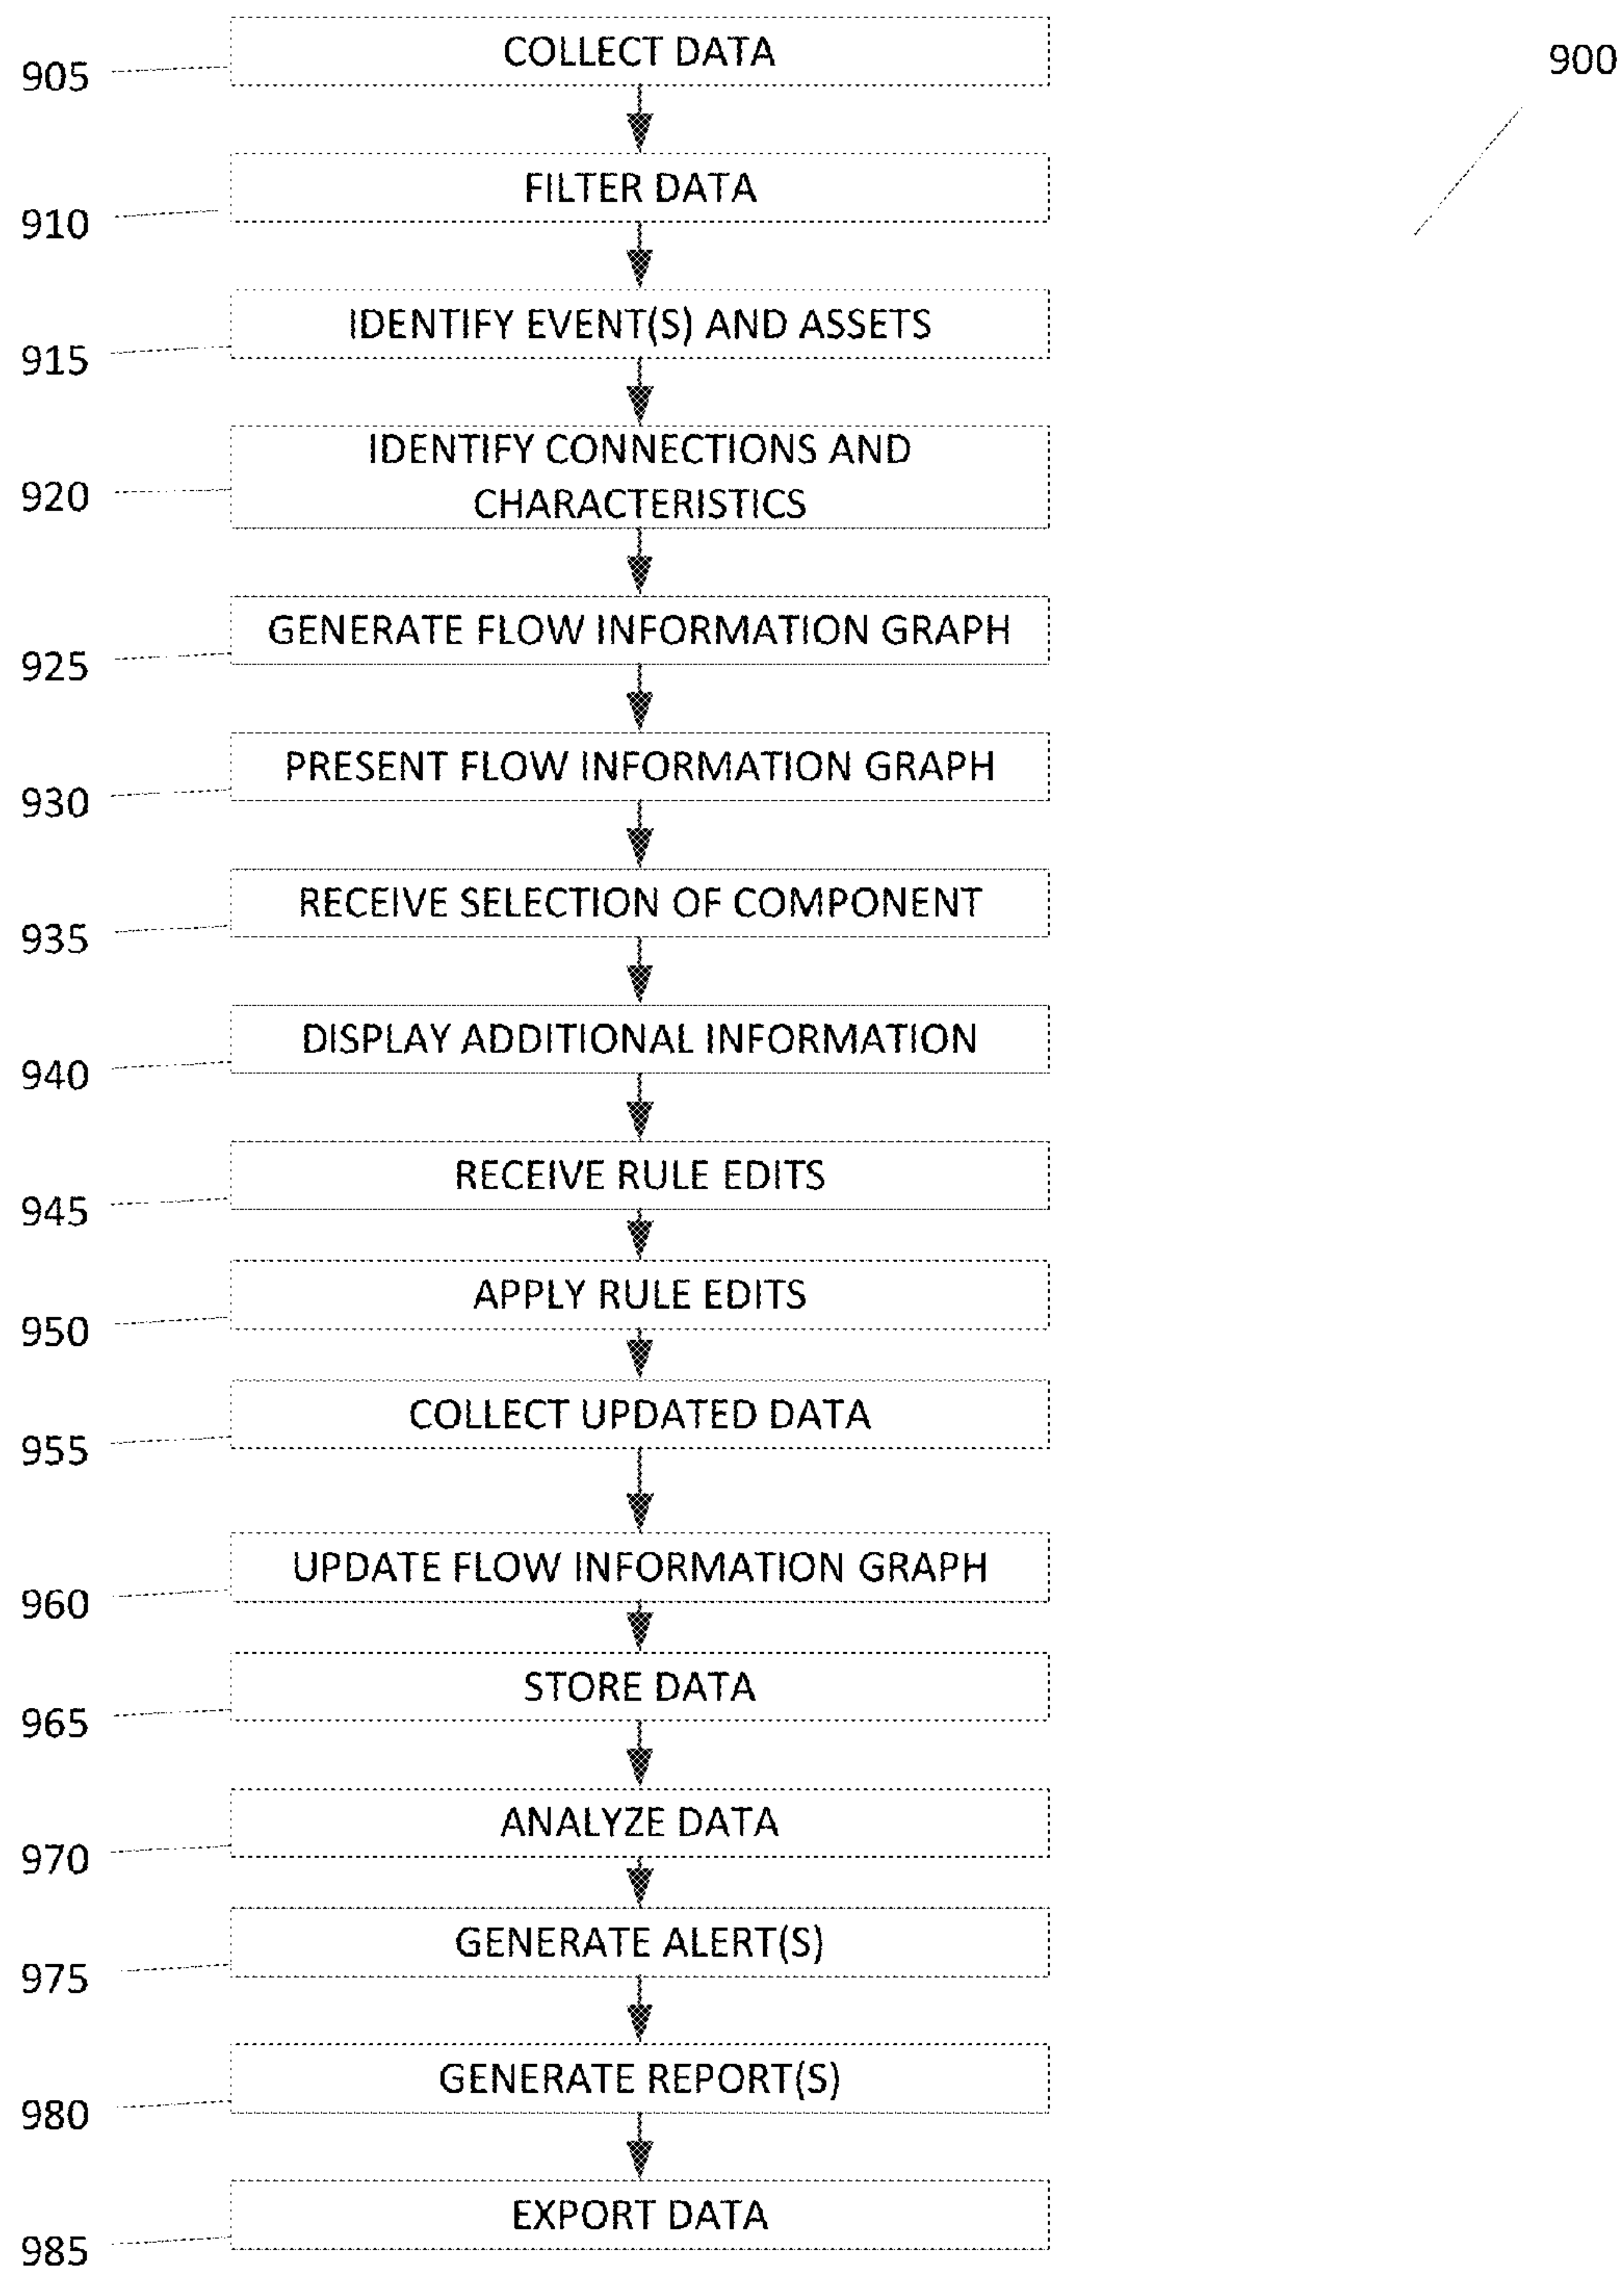 COLLECT DATA
905
900
FILTER DATA
910
IDENTIFY EVENT(S) AND ASSETS
915
IDENTIFY CONNECTIONS AND
CHARACTERISTICS
920
GENERATE FLOW INFORMATION GRAPH
925
PRESENT FLOW INFORMATION GRAPH
930
RECEIVE SELECTION OF COMPONENT
935
DISPLAY ADDITIONAL INFORMATION
940
RECEIVE RULE EDITS
945
APPLY RULE EDITS
950
COLLECT UPDATED DATA
955
UPDATE FLOW INFORMATION GRAPH
960
STORE DATA
965
ANALYZE DATA
970
GENERATE ALERT(S)
975
GENERATE REPORT(S)
980
EXPORT DATA
985